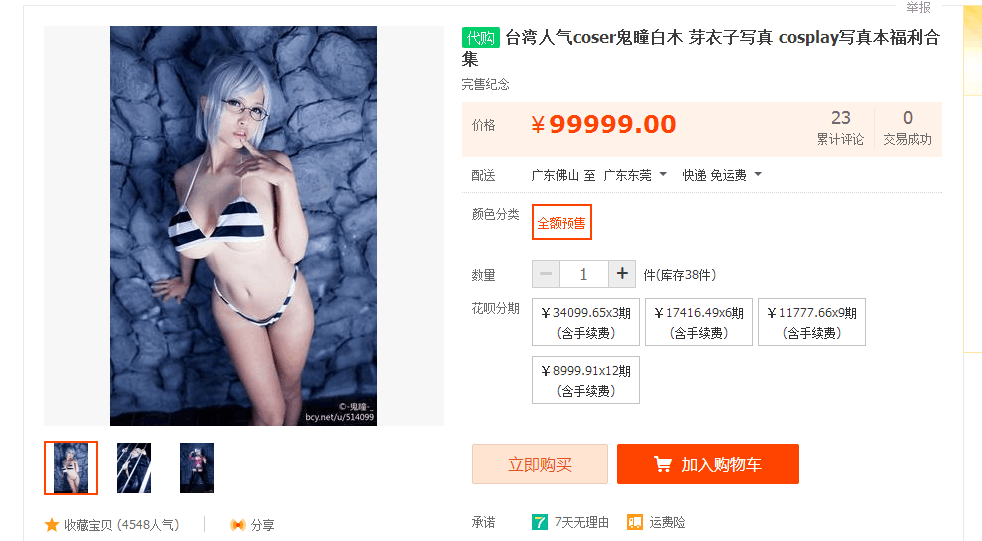 举报
代购 台湾人气coser鬼瞳白木 芽衣子写真 cosplay写真本福利合
集
完售纪念
价格 ￥99999.00 23 0
累计评论 交易成功
配送 广东佛山 至 广东东莞 快递 免运费
颜色分类 全额预售
数量 1 + 件(库存38件)
花呗分期 ￥34099.65x3期 ￥17416.49x6期 ￥11777.66x9期
(含手续费) (含手续费) (含手续费)
￥8999.91x12期
(含手续费)
©-鬼瞳-_
bcy.net/u/514099
立即购买 加入购物车
收藏宝贝 (4548人气) 分享
承诺 7 7天无理由 运费险